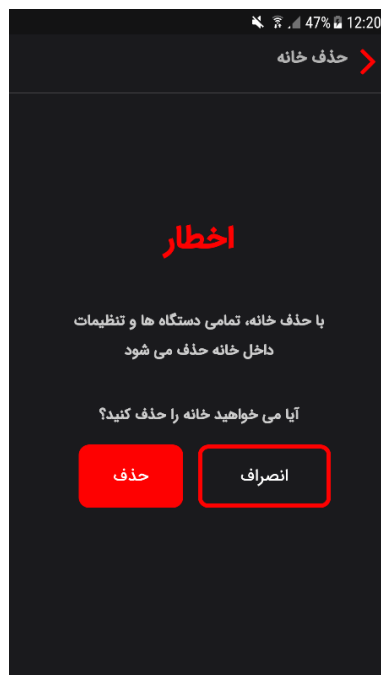 47% 12:20
حذف خانه
اخطار
با حذف خانه، تمامی دستگاه ها و تنظیمات
داخل خانه حذف می شود
آیا می خواهید خانه را حذف کنید؟
انصراف حذف